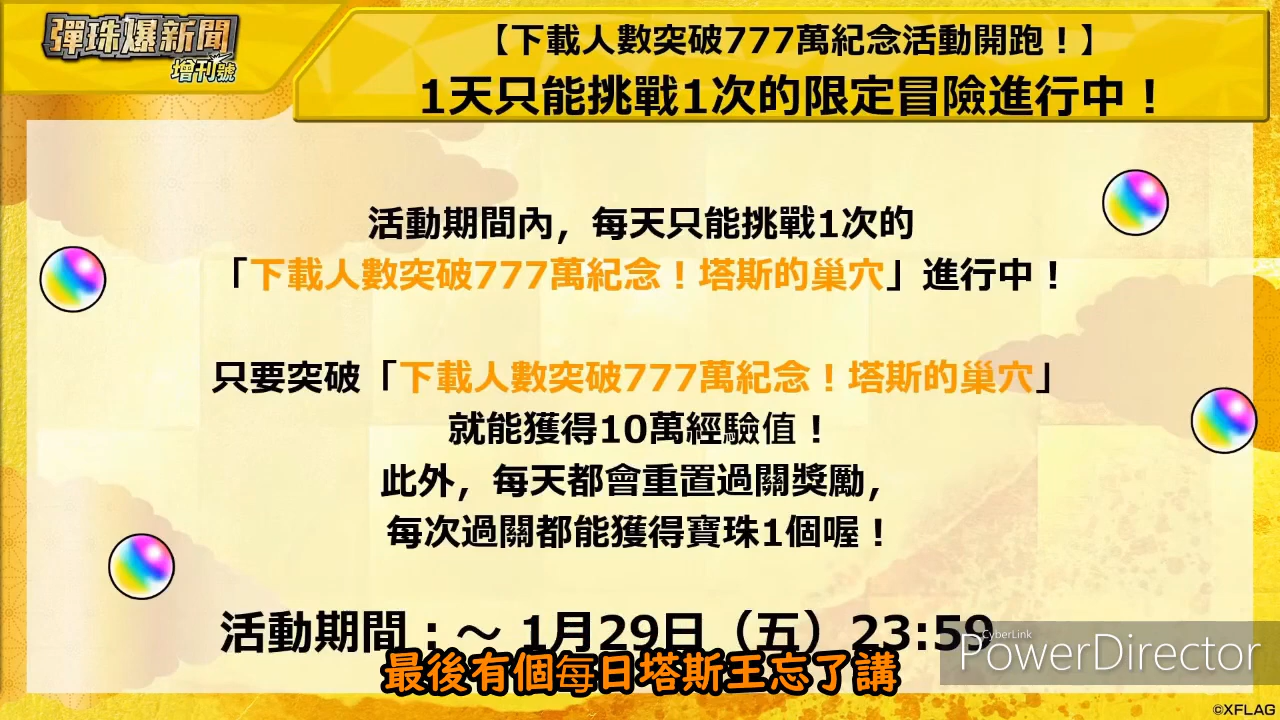 彈珠爆新聞
增刊號
【下載人數突破777萬紀念活動開跑！】
1天只能挑戰1次的限定冒險進行中！
活動期間內，每天只能挑戰1次的
「下載人數突破777萬紀念！塔斯的巢穴」進行中！
只要突破「下載人數突破777萬紀念！塔斯的巢穴」
就能獲得10萬經驗值！
此外，每天都會重置過關獎勵，
每次過關都能獲得寶珠1個喔！
活動期間：～ 1月29日（五）23:59
CyberLink
PowerDirector
最後有個每日塔斯王忘了講
©XFLAG